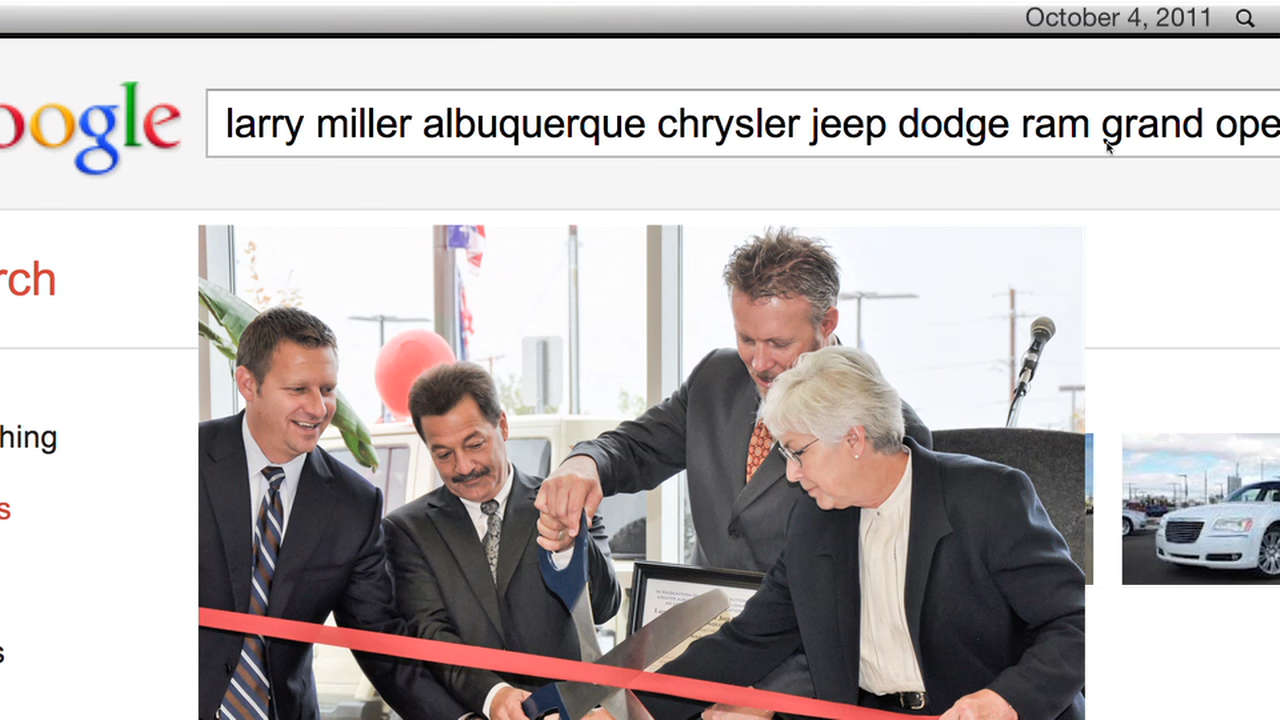 October 4, 2011
oogle
larry miller albuquerque chrysler jeep dodge ram grand ope
rch
hing
s
s